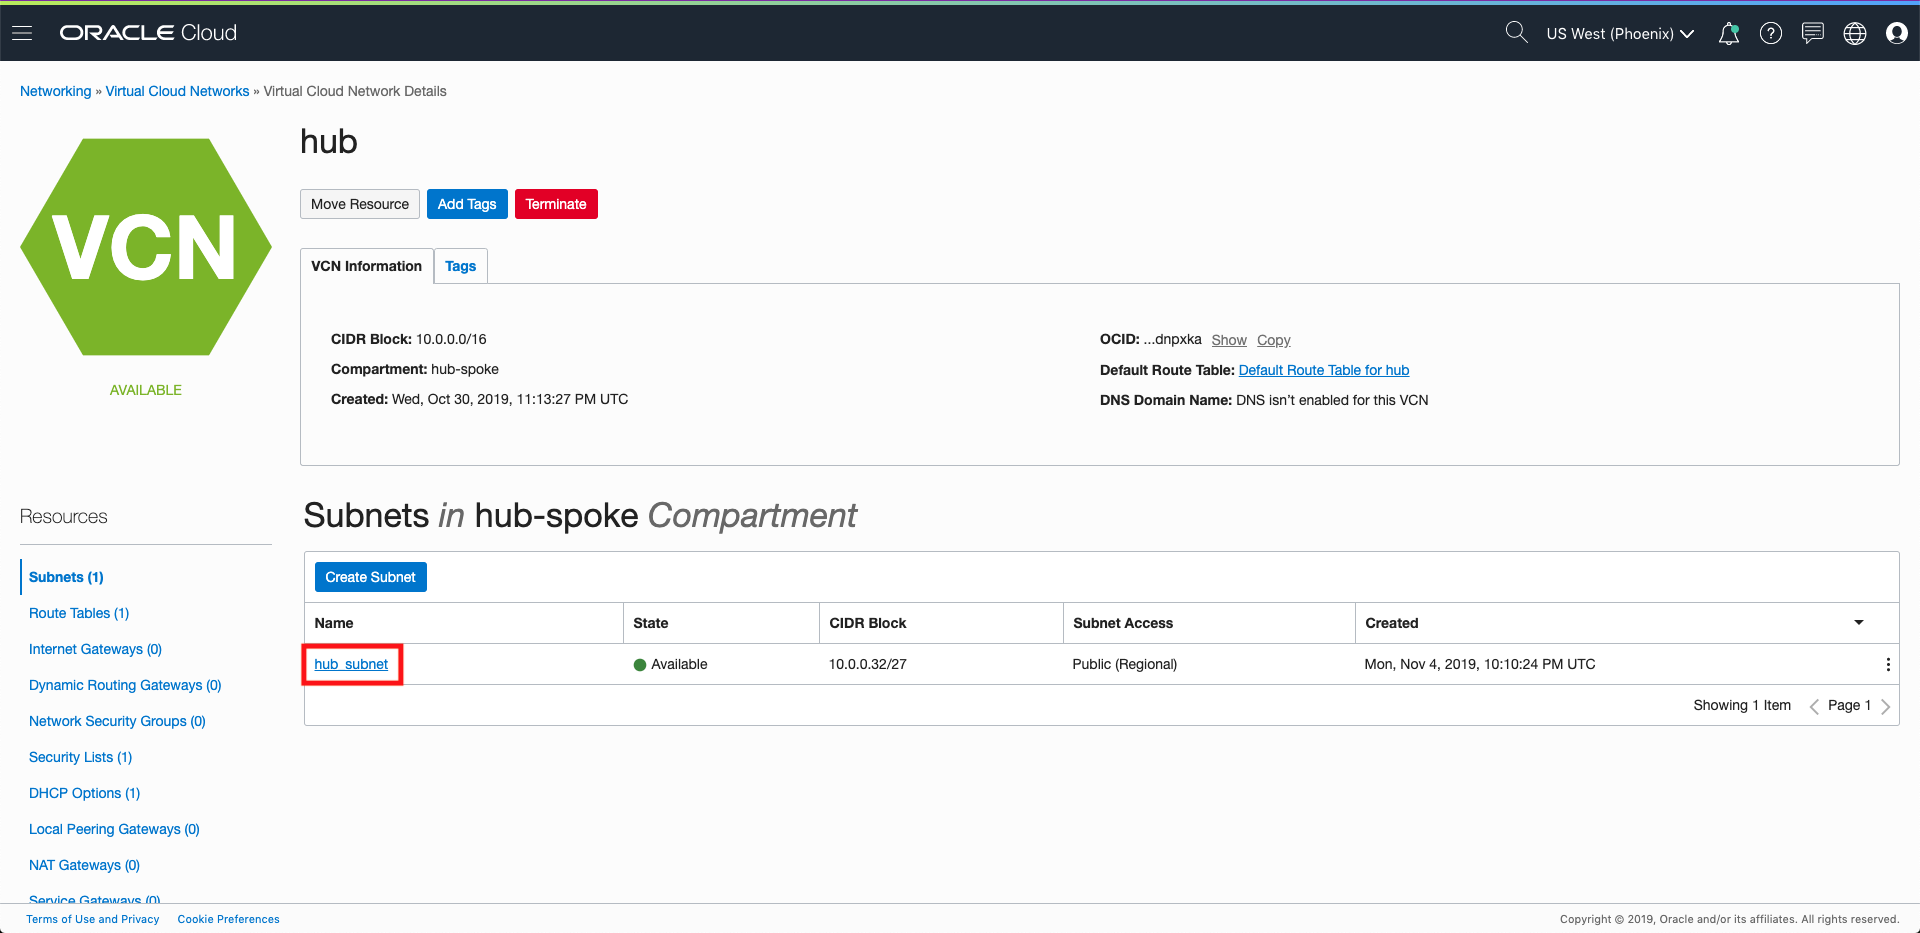 ORACLE Cloud
US West (Phoenix)
Networking » Virtual Cloud Networks » Virtual Cloud Network Details
VCN
AVAILABLE
hub
Move Resource
Add Tags
Terminate
VCN Information
Tags
CIDR Block: 10.0.0.0/16
Compartment: hub-spoke
Created: Wed, Oct 30, 2019, 11:13:27 PM UTC
OCID: ...dnpxka Show Copy
Default Route Table: Default Route Table for hub
DNS Domain Name: DNS isn't enabled for this VCN
Resources
Subnets (1)
Route Tables (1)
Internet Gateways (0)
Dynamic Routing Gateways (0)
Network Security Groups (0)
Security Lists (1)
DHCP Options (1)
Local Peering Gateways (0)
NAT Gateways (0)
Service Gateways (0)
Subnets in hub-spoke Compartment
Create Subnet
Name State CIDR Block Subnet Access Created
hub_subnet Available 10.0.0.32/27 Public (Regional) Mon, Nov 4, 2019, 10:10:24 PM UTC
Showing 1 Item Page 1
Terms of Use and Privacy Cookie Preferences
Copyright © 2019, Oracle and/or its affiliates. All rights reserved.